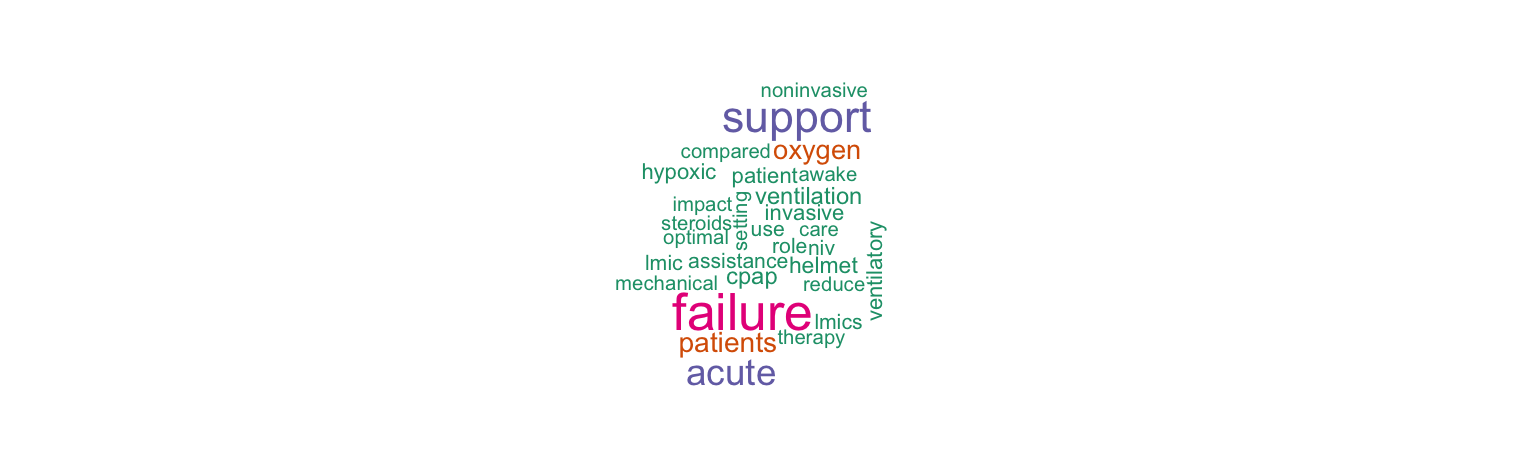 noninvasive
support
compared oxygen
hypoxic patient awake
impact ventilation
steroids setting invasive
optimal use care
role niv
lmic assistance helmet
mechanical cpap reduce ventilatory
failure lmics
patients therapy
acute